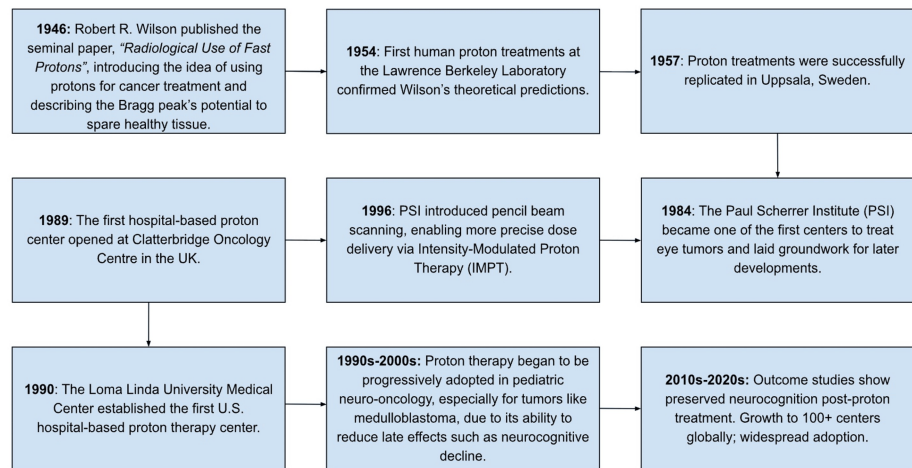 1946: Robert R. Wilson published the
seminal paper, “Radiological Use of Fast
Protons”, introducing the idea of using
protons for cancer treatment and
describing the Bragg peak’s potential to
spare healthy tissue.
1954: First human proton treatments at
the Lawrence Berkeley Laboratory
confirmed Wilson’s theoretical predictions.
1957: Proton treatments were successfully
replicated in Uppsala, Sweden.
1989: The first hospital-based proton
center opened at Clatterbridge Oncology
Centre in the UK.
1996: PSI introduced pencil beam
scanning, enabling more precise dose
delivery via Intensity-Modulated Proton
Therapy (IMPT).
1984: The Paul Scherrer Institute (PSI)
became one of the first centers to treat
eye tumors and laid groundwork for later
developments.
1990: The Loma Linda University Medical
Center established the first U.S.
hospital-based proton therapy center.
1990s-2000s: Proton therapy began to be
progressively adopted in pediatric
neuro-oncology, especially for tumors like
medulloblastoma, due to its ability to
reduce late effects such as neurocognitive
decline.
2010s-2020s: Outcome studies show
preserved neurocognition post-proton
treatment. Growth to 100+ centers
globally; widespread adoption.